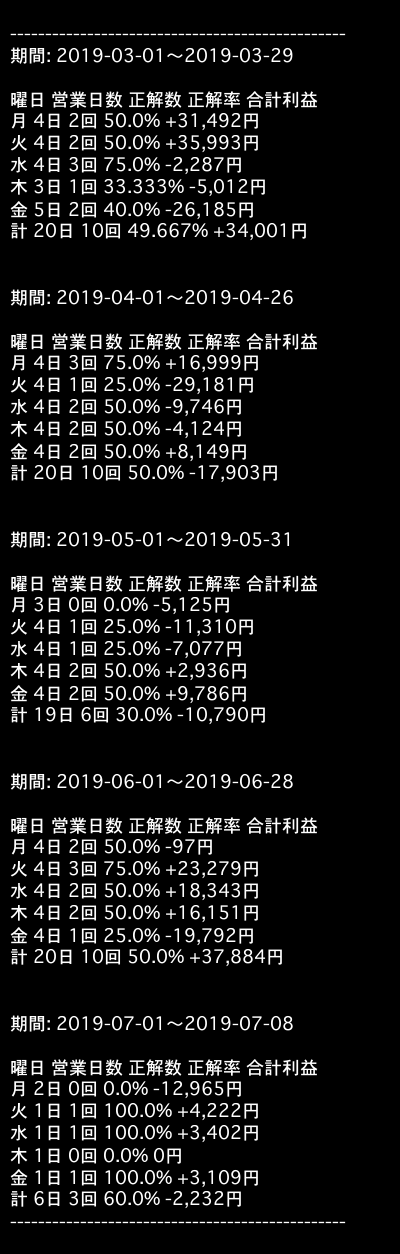 ------------------------------------------------
期間: 2019-03-01〜2019-03-29
曜日 営業日数 正解数 正解率 合計利益
月 4日 2回 50.0% +31,492円
火 4日 2回 50.0% +35,993円
水 4日 3回 75.0% -2,287円
木 3日 1回 33.333% -5,012円
金 5日 2回 40.0% -26,185円
計 20日 10回 49.667% +34,001円
期間: 2019-04-01〜2019-04-26
曜日 営業日数 正解数 正解率 合計利益
月 4日 3回 75.0% +16,999円
火 4日 1回 25.0% -29,181円
水 4日 2回 50.0% -9,746円
木 4日 2回 50.0% -4,124円
金 4日 2回 50.0% +8,149円
計 20日 10回 50.0% -17,903円
期間: 2019-05-01〜2019-05-31
曜日 営業日数 正解数 正解率 合計利益
月 3日 0回 0.0% -5,125円
火 4日 1回 25.0% -11,310円
水 4日 1回 25.0% -7,077円
木 4日 2回 50.0% +2,936円
金 4日 2回 50.0% +9,786円
計 19日 6回 30.0% -10,790円
期間: 2019-06-01〜2019-06-28
曜日 営業日数 正解数 正解率 合計利益
月 4日 2回 50.0% -97円
火 4日 3回 75.0% +23,279円
水 4日 2回 50.0% +18,343円
木 4日 2回 50.0% +16,151円
金 4日 1回 25.0% -19,792円
計 20日 10回 50.0% +37,884円
期間: 2019-07-01〜2019-07-08
曜日 営業日数 正解数 正解率 合計利益
月 2日 0回 0.0% -12,965円
火 1日 1回 100.0% +4,222円
水 1日 1回 100.0% +3,402円
木 1日 0回 0.0% 0円
金 1日 1回 100.0% +3,109円
計 6日 3回 60.0% -2,232円
------------------------------------------------